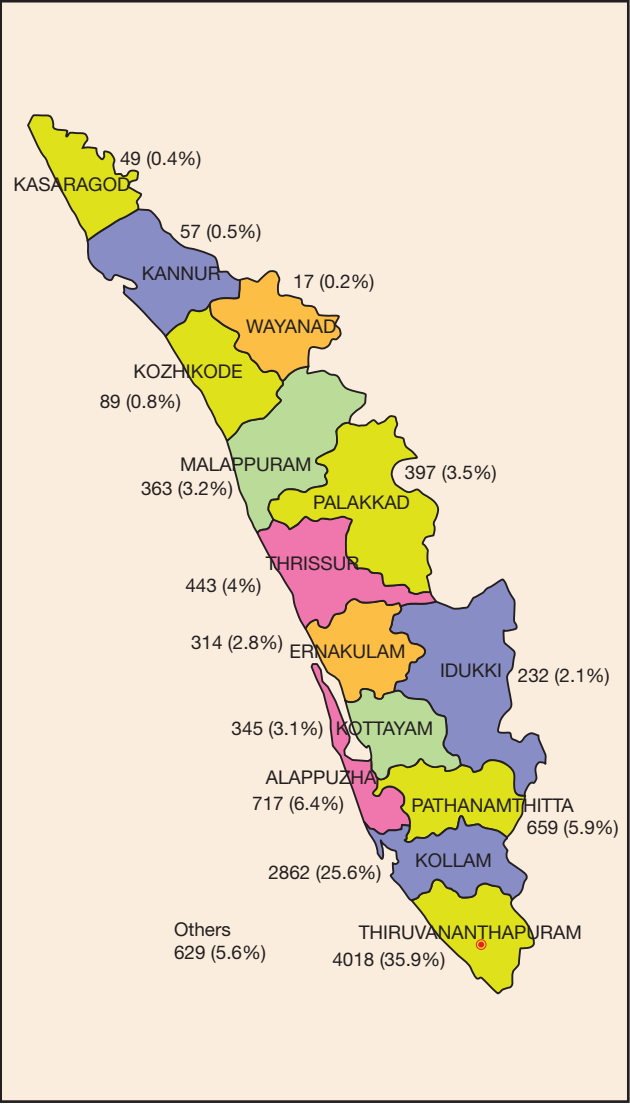 49 (0.4%)
KASARAGOD
57 (0.5%)
KANNUR
17 (0.2%)
WAYANAD
KOZHIKODE
89 (0.8%)
MALAPPURAM
363 (3.2%)
397 (3.5%)
PALAKKAD
THRISSUR
443 (4%)
314 (2.8%)
ERNAKULAM
IDUKKI
232 (2.1%)
345 (3.1%)
KOTTAYAM
ALAPPUZHA
717 (6.4%)
PATHANAMTHITTA
659 (5.9%)
KOLLAM
2862 (25.6%)
THIRUVANANTHAPURAM
4018 (35.9%)
Others
629 (5.6%)